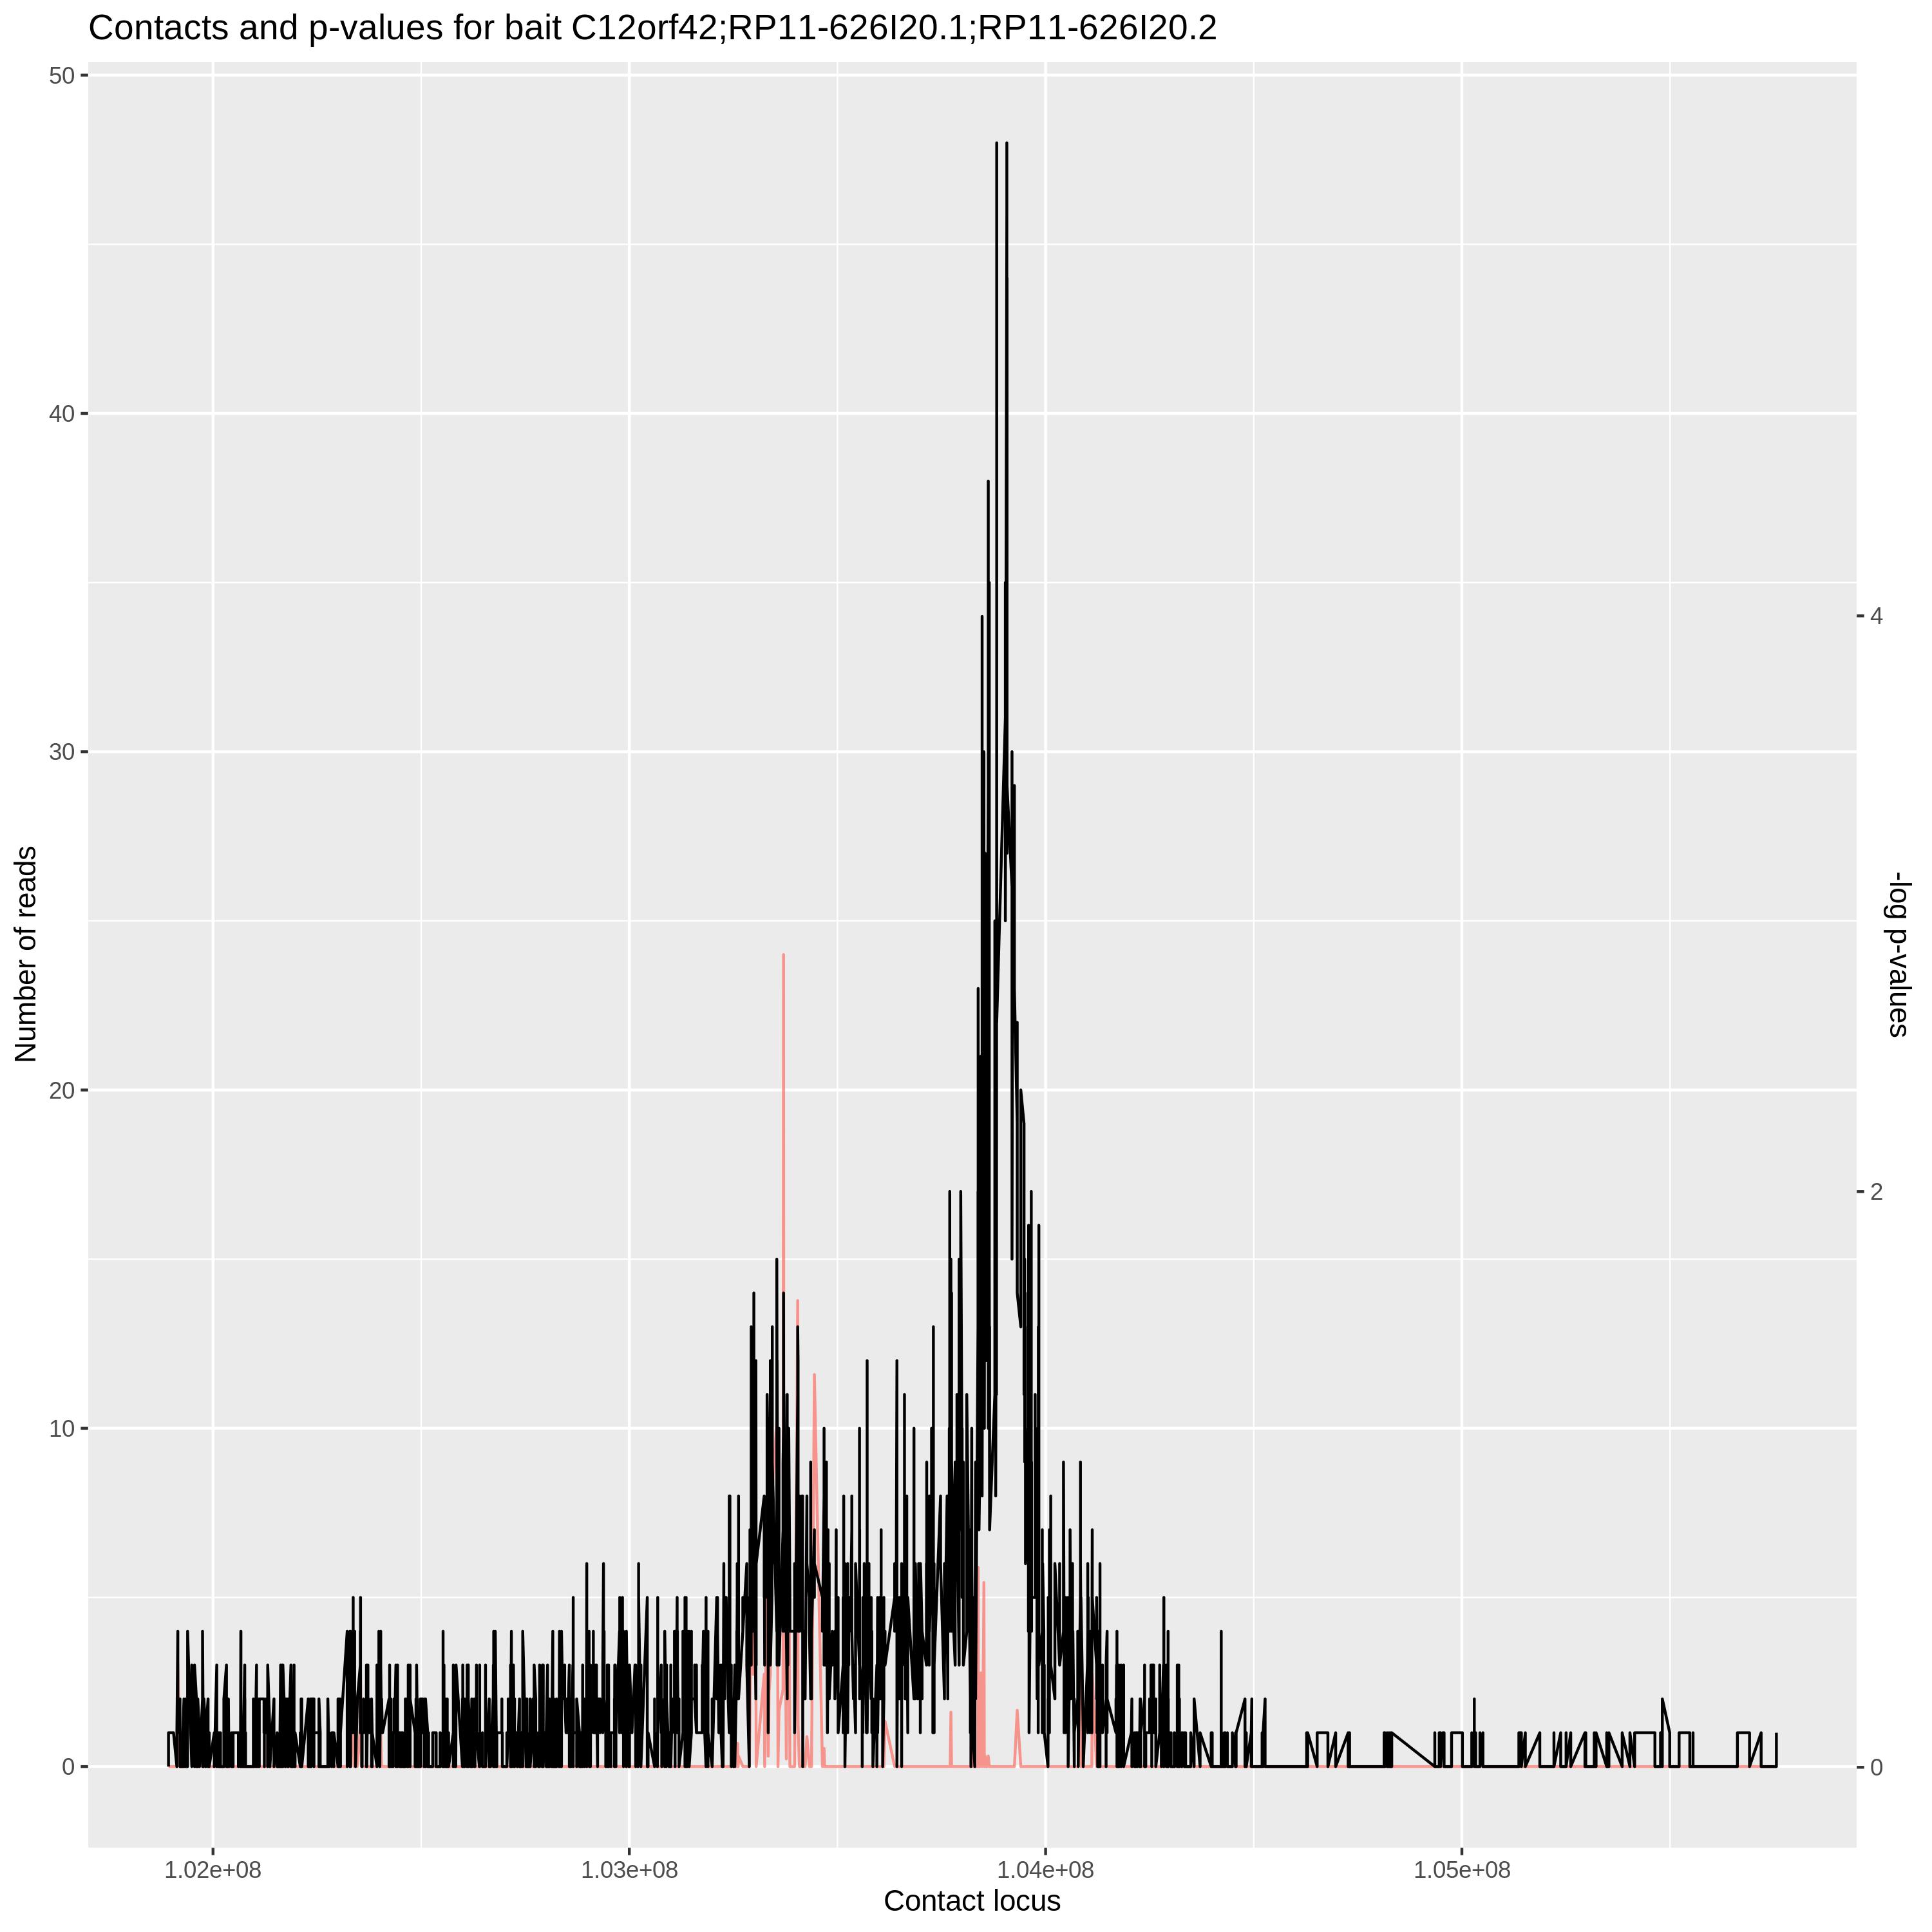 Contacts and p-values for bait C12orf42;RP11-626I20.1;RP11-626I20.2
50
40
30
20
10
0
Number of reads
4
2
0
-log p-values
1.02e+08
1.03e+08
1.04e+08
1.05e+08
Contact locus